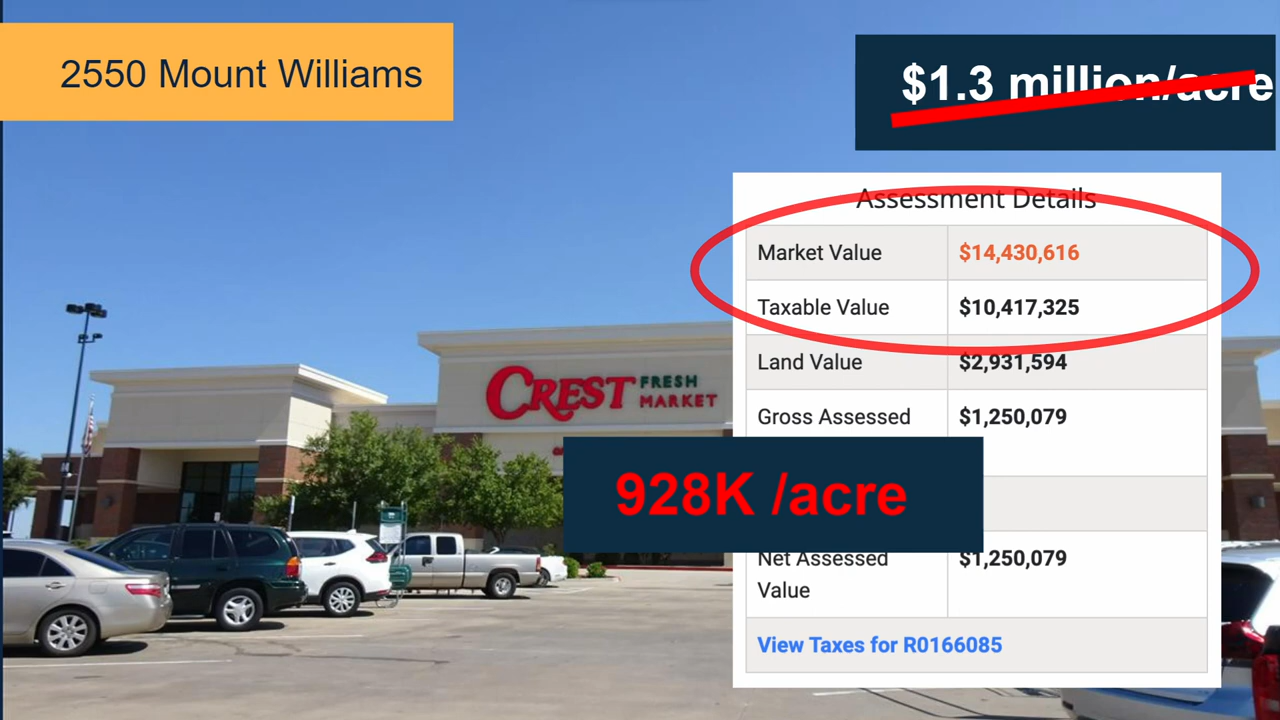 2550 Mount Williams
$1.3 million/acre
Assessment Details
Market Value $14,430,616
Taxable Value $10,417,325
Land Value $2,931,594
Gross Assessed $1,250,079
CREST FRESH MARKET
928K /acre
Net Assessed Value $1,250,079
View Taxes for R0166085